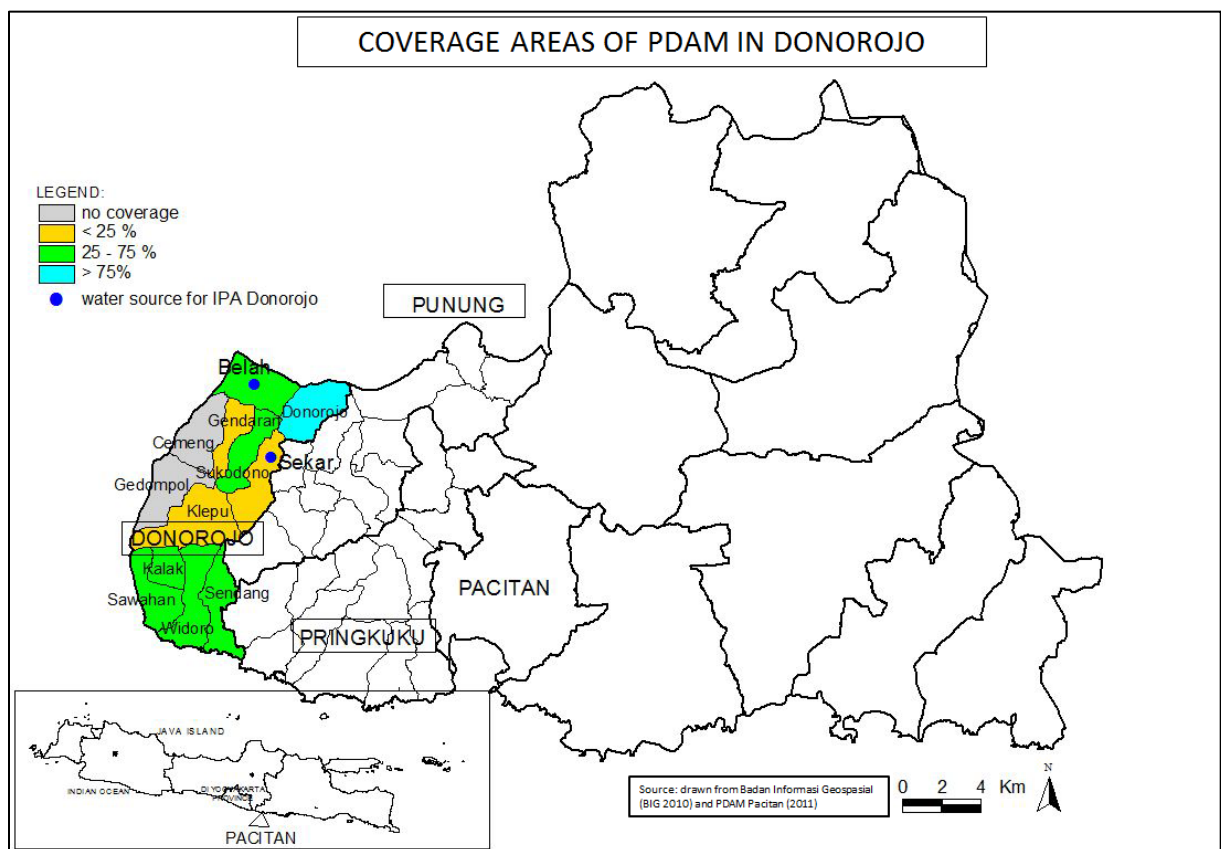 COVERAGE AREAS OF PDAM IN DONOROJO
LEGEND:
no coverage
< 25 %
25 - 75 %
> 75%
water source for IPA Donorojo
PUNUNG
Belah
Donorojo
Gendaran
Cemeng
Sekar
Sukodono
Gedompol
Klepu
DONOROJO
Kalak
Sendang
Sawahan
Widoro
PACITAN
PRINGKUKU
JAVA ISLAND
INDIAN OCEAN
DI YOGYAKARTA
PROVINCE
PACITAN
Source: drawn from Badan Informasi Geospasial
(BIG 2010) and PDAM Pacitan (2011)
0 2 4 Km
N